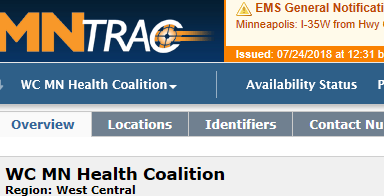 MNTRAC
EMS General Notificati
Minneapolis: I-35W from Hwy
Issued: 07/24/2018 at 12:31
WC MN Health Coalition
Availability Status
Overview
Locations
Identifiers
Contact Nu
WC MN Health Coalition
Region: West Central